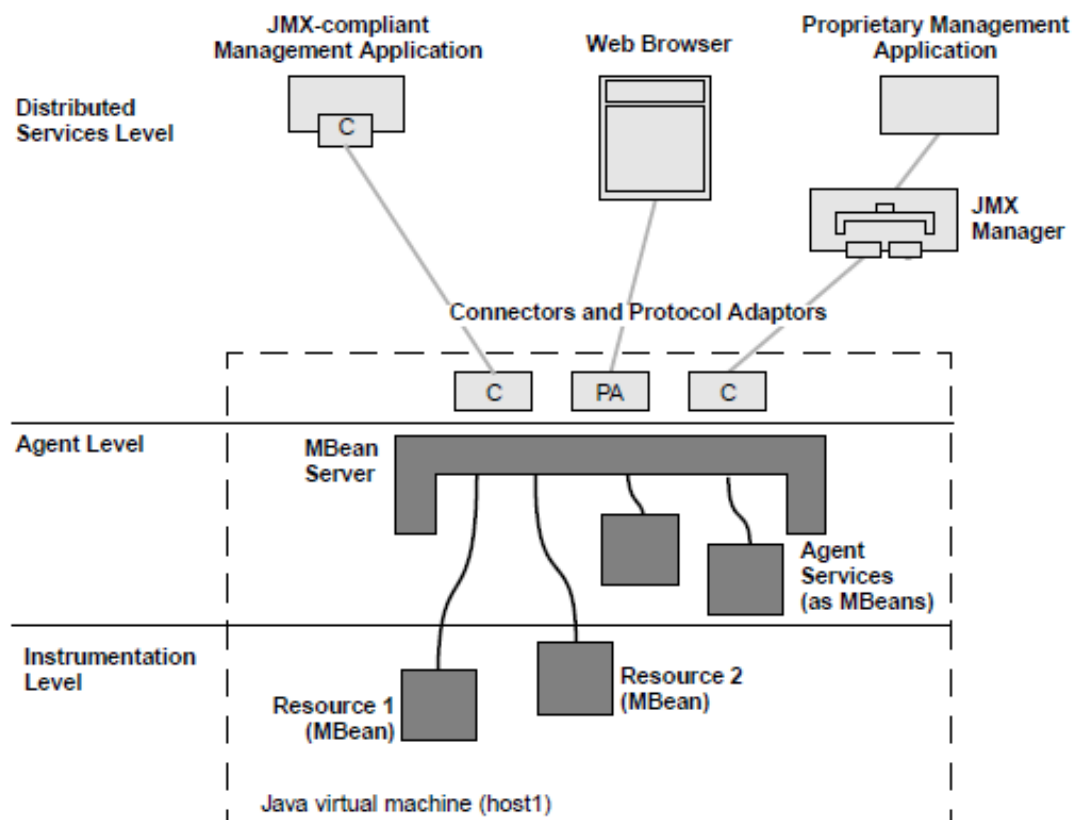 JMX-compliant
Management Application
Web Browser
Proprietary Management
Application
Distributed
Services Level
C
JMX
Manager
Connectors and Protocol Adaptors
C
PA
C
Agent Level
MBean
Server
Agent
Services
(as MBeans)
Instrumentation
Level
Resource 1
(MBean)
Resource 2
(MBean)
Java virtual machine (host1)